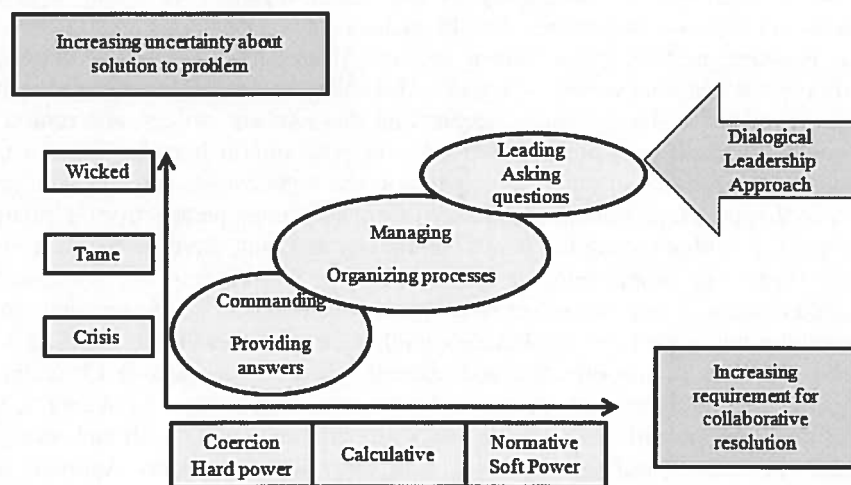 Increasing uncertainty about
solution to problem
Wicked
Tame
Crisis
Leading
Asking
questions
Managing
Organizing processes
Commanding
Providing
answers
Dialogical
Leadership
Approach
Increasing
requirement for
collaborative
resolution
Cocecion
Hard power
Calculative
Normative
Soft Power